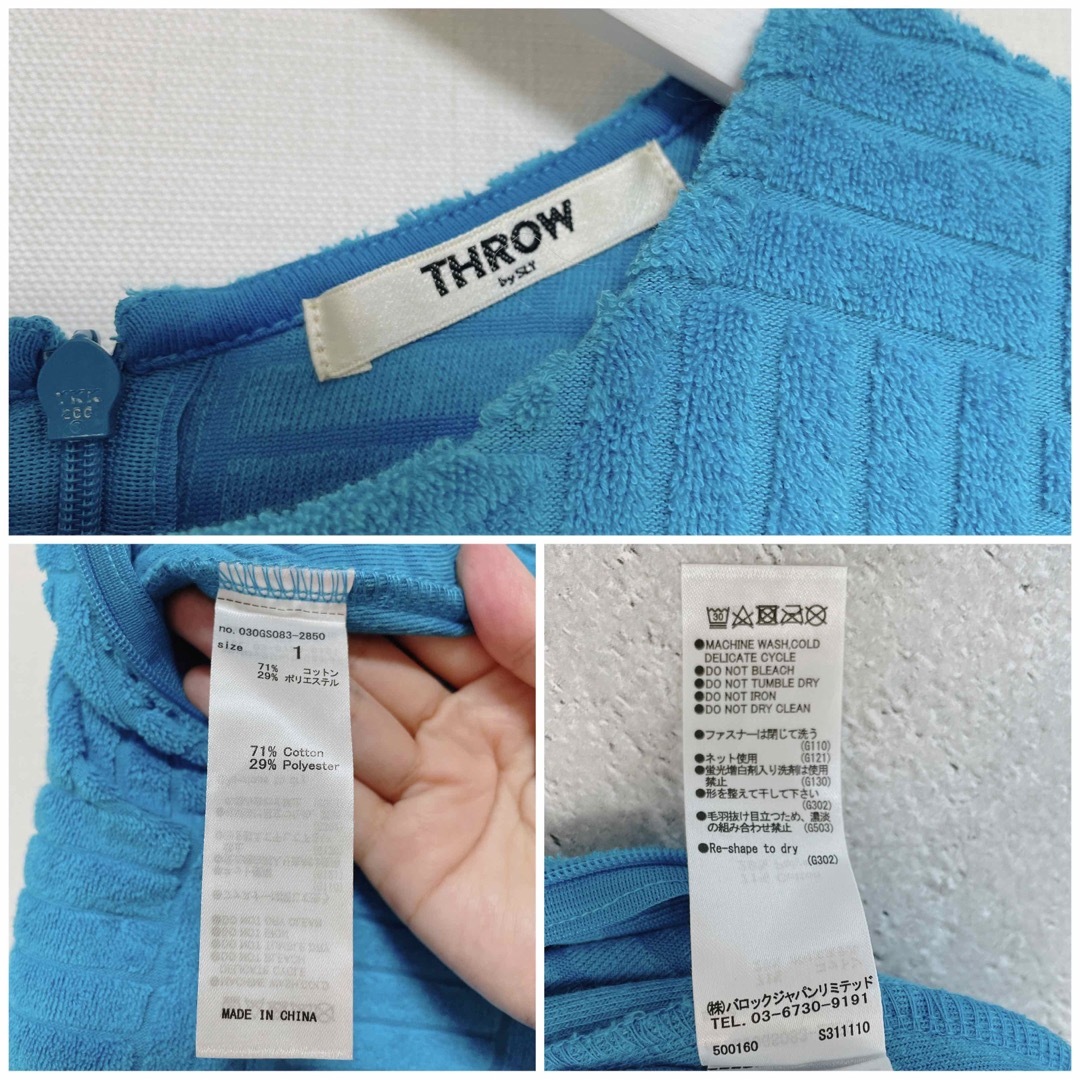 THROW
by SLY
YKK
no. 030GS083-2850
size 1
71% コットン
29% ポリエステル
71% Cotton
29% Polyester
MADE IN CHINA
30
●MACHINE WASH,COLD
DELICATE CYCLE
●DO NOT BLEACH
●DO NOT TUMBLE DRY
●DO NOT IRON
●DO NOT DRY CLEAN
●ファスナーは閉じて洗う
(G110)
●ネット使用 (G121)
●蛍光増白剤入り洗剤は使用
禁止 (G130)
●形を整えて干して下さい
(G302)
●毛羽抜け目立つため、濃淡
の組み合わせ禁止 (G503)
●Re-shape to dry
(G302)
㈱バロックジャパンリミテッド
TEL. 03-6730-9191
500160 S311110